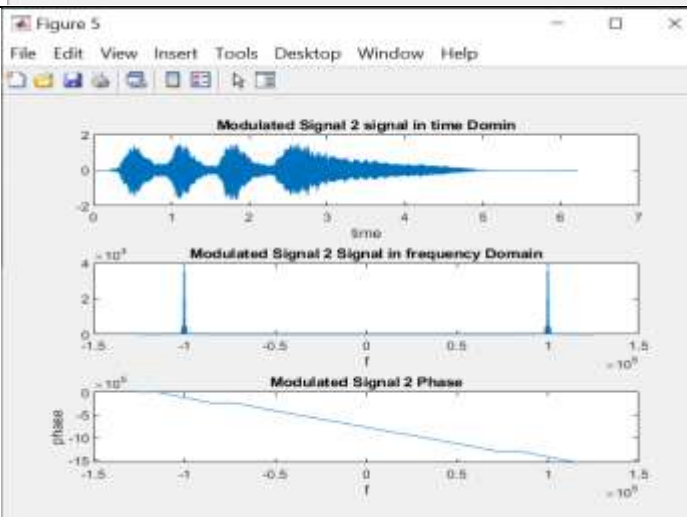 Figure 5
File Edit View Insert Tools Desktop Window Help
Modulated Signal 2 signal in time Domin
2
0
-2
0 1 2 3 4 5 6 7
time
Modulated Signal 2 Signal in frequency Domain
4
2
0
-1.5 -1 -0.5 0 0.5 1 1.5
f
Modulated Signal 2 Phase
0
-5
-10
-15
phase
-1.5 -1 -0.5 0 0.5 1 1.5
f